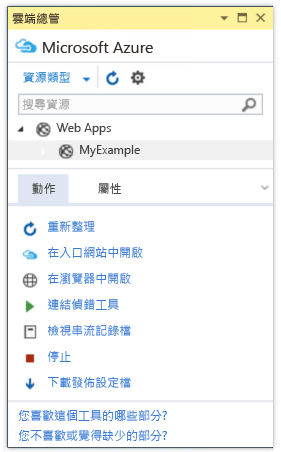 雲端總管
Microsoft Azure
資源類型
搜尋資源
Web Apps
MyExample
動作 屬性
重新整理
在入口網站中開啟
在瀏覽器中開啟
連結偵錯工具
檢視串流記錄檔
停止
下載發佈設定檔
您喜歡這個工具的哪些部分?
您不喜歡或覺得缺少的部分?